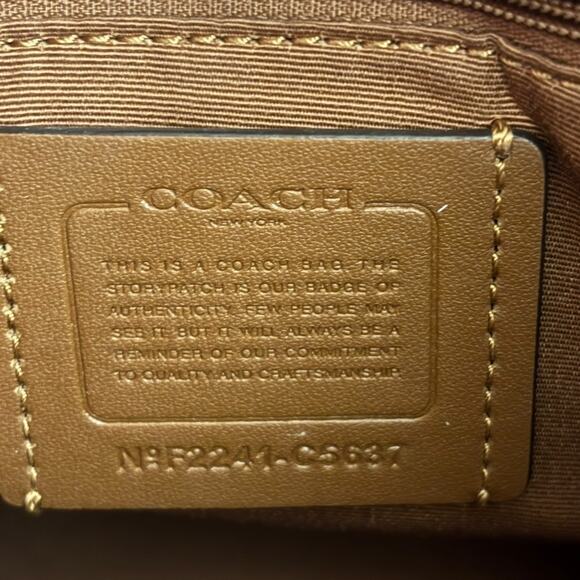 COACH
NEW YORK
THIS IS A COACH BAG. THE
STORYPATCH IS OUR BADGE OF
AUTHENTICITY. FEW PEOPLE MAY
SEE IT. BUT IT WILL ALWAYS BE A
REMINDER OF OUR COMMITMENT
TO QUALITY AND CRAFTSMANSHIP.
Nº F2241-C5637